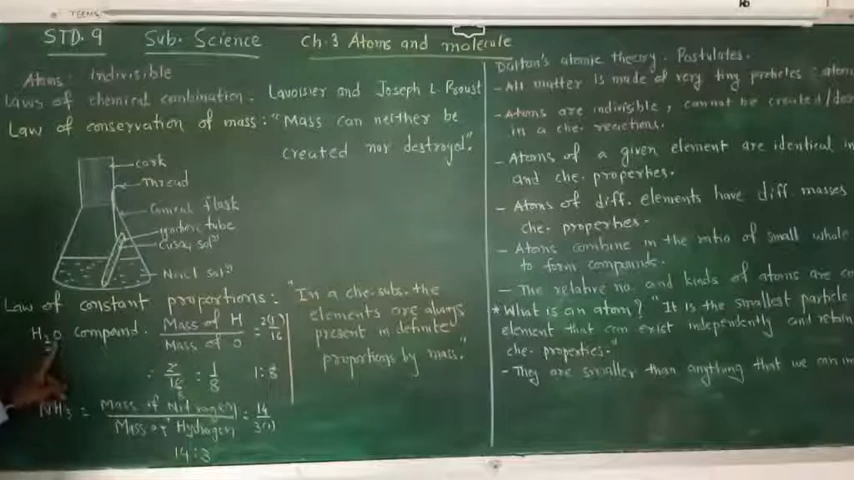 STD. 9 Sub. Science Ch. 3 Atoms and molecule
Atoms: indivisible
Laws of chemical combination. Lavoisier and Joseph L. Proust
Law of conservation of mass: "Mass can neither be
created nor destroyed."
cork
Thread
Conical flask
ignition tube
CuSO4 solⁿ
Law of constant proportions:
"In a che. subs. the
elements are always
present in definite
proportions by mass."
H2O compound. Mass of H / Mass of O = 2(1) / 16
: 2/16 : 1/8 1:8
NH3 = Mass of Nitrogen / Mass of Hydrogen = 14 / 3(1)
14:3
Dalton's atomic theory. Postulates.
- All matter is made of very tiny particles : atom
- Atoms are indivisible, cannot be created/des
in a che. reactions.
- Atoms of a given element are identical in
and che. properties.
- Atoms of diff. elements have diff. masses
che. properties.
- Atoms combine in the ratio of small whole
to form compounds.
- The relative no. and kinds of atoms are co
* What is an atom? "It is the smallest particle
element that can exist independently and retain
che. properties."
- They are smaller than anything that we can im